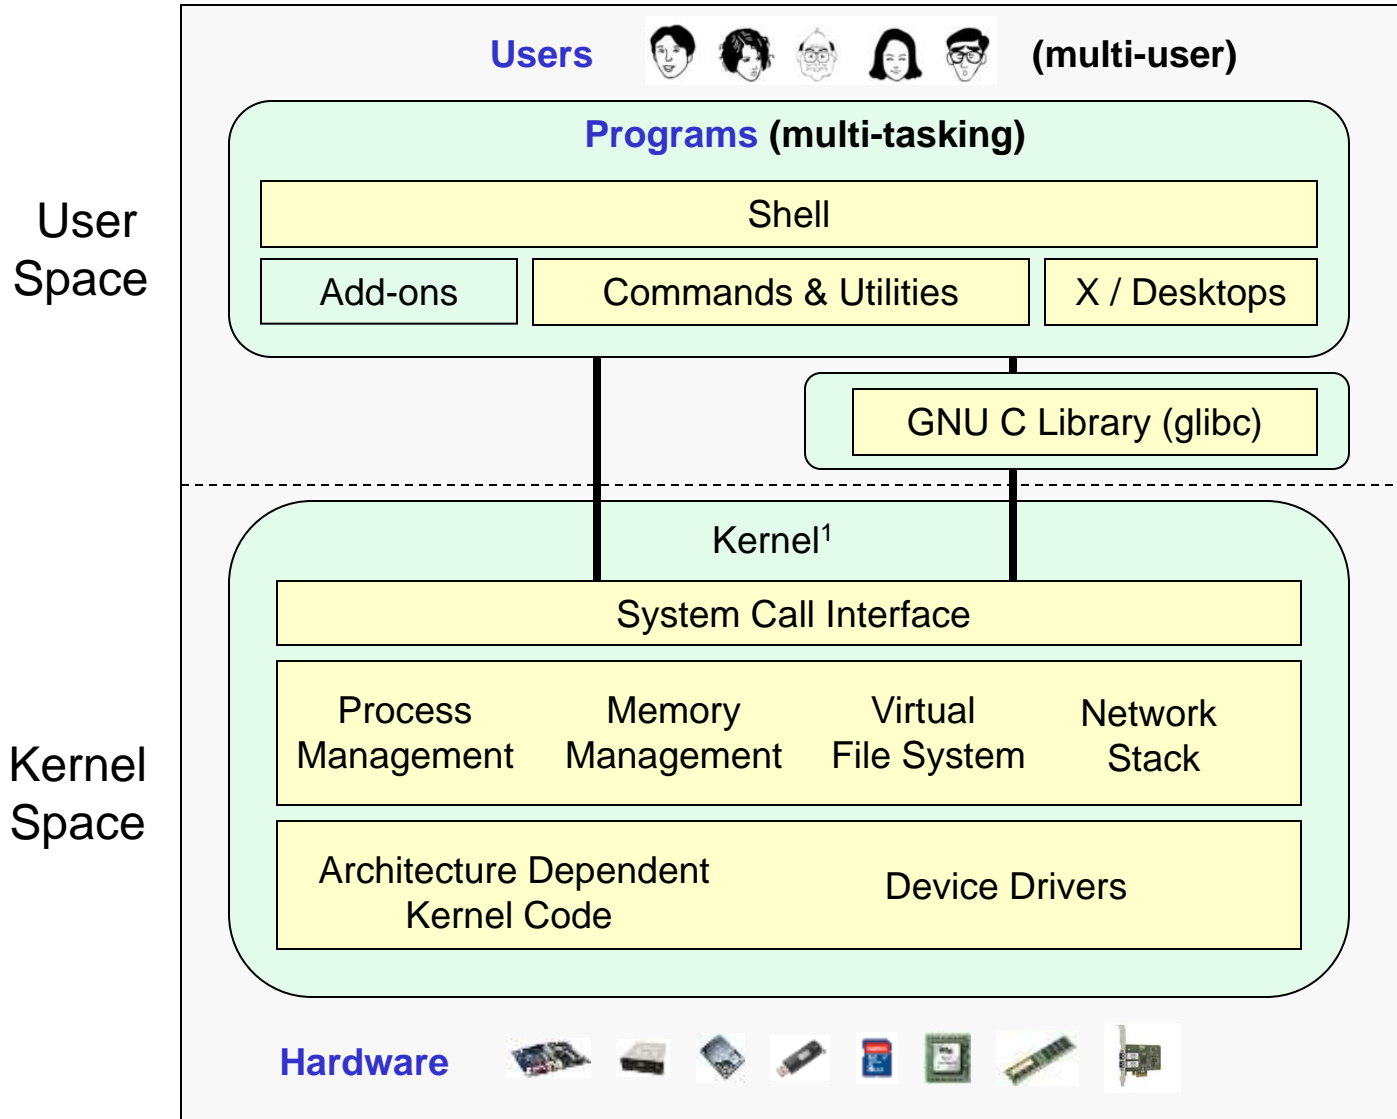 Users (multi-user)
Programs (multi-tasking)
Shell
User
Space
Add-ons
Commands & Utilities
X / Desktops
GNU C Library (glibc)
Kernel¹
System Call Interface
Process
Management
Memory
Management
Virtual
File System
Network
Stack
Kernel
Space
Architecture Dependent
Kernel Code
Device Drivers
Hardware